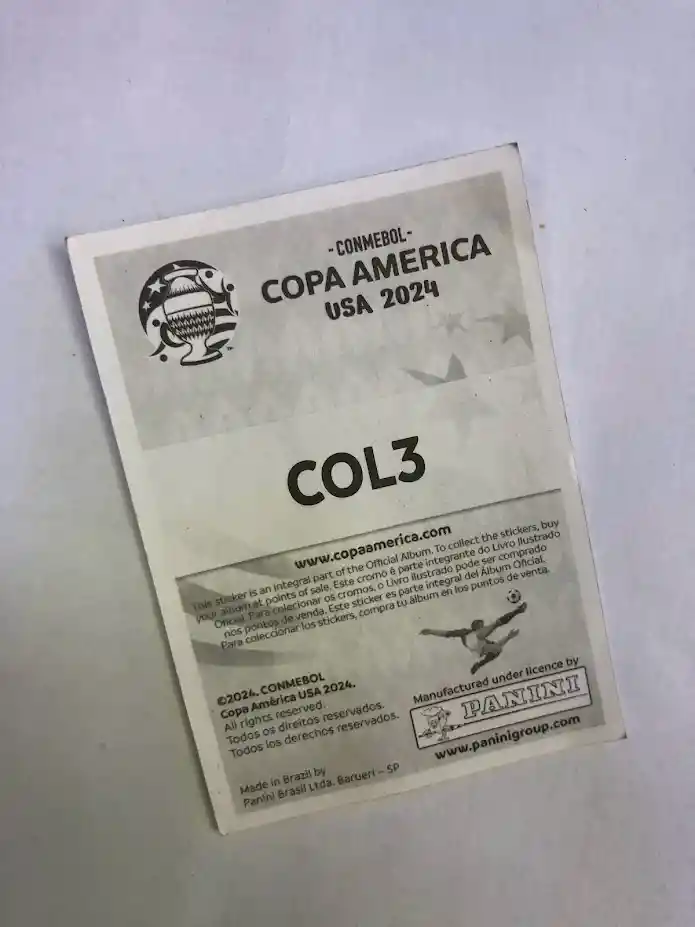 - CONMEBOL -
COPA AMERICA
USA 2024
COL3
www.copaamerica.com
This sticker is an integral part of the Official Album. To collect the stickers, buy
your album at points of sale. Este cromo é parte integrante do Livro Ilustrado
Oficial. Para colecionar os cromos, o Livro Ilustrado pode ser comprado
nos pontos de venda. Este sticker es parte integral del Álbum Oficial.
Para coleccionar los stickers, compra tu álbum en los puntos de venta.
©2024. CONMEBOL
Copa América USA 2024.
All rights reserved.
Todos os direitos reservados.
Todos los derechos reservados.
Made in Brazil by
Panini Brasil Ltda. Barueri – SP
Manufactured under licence by
PANINI
www.paninigroup.com